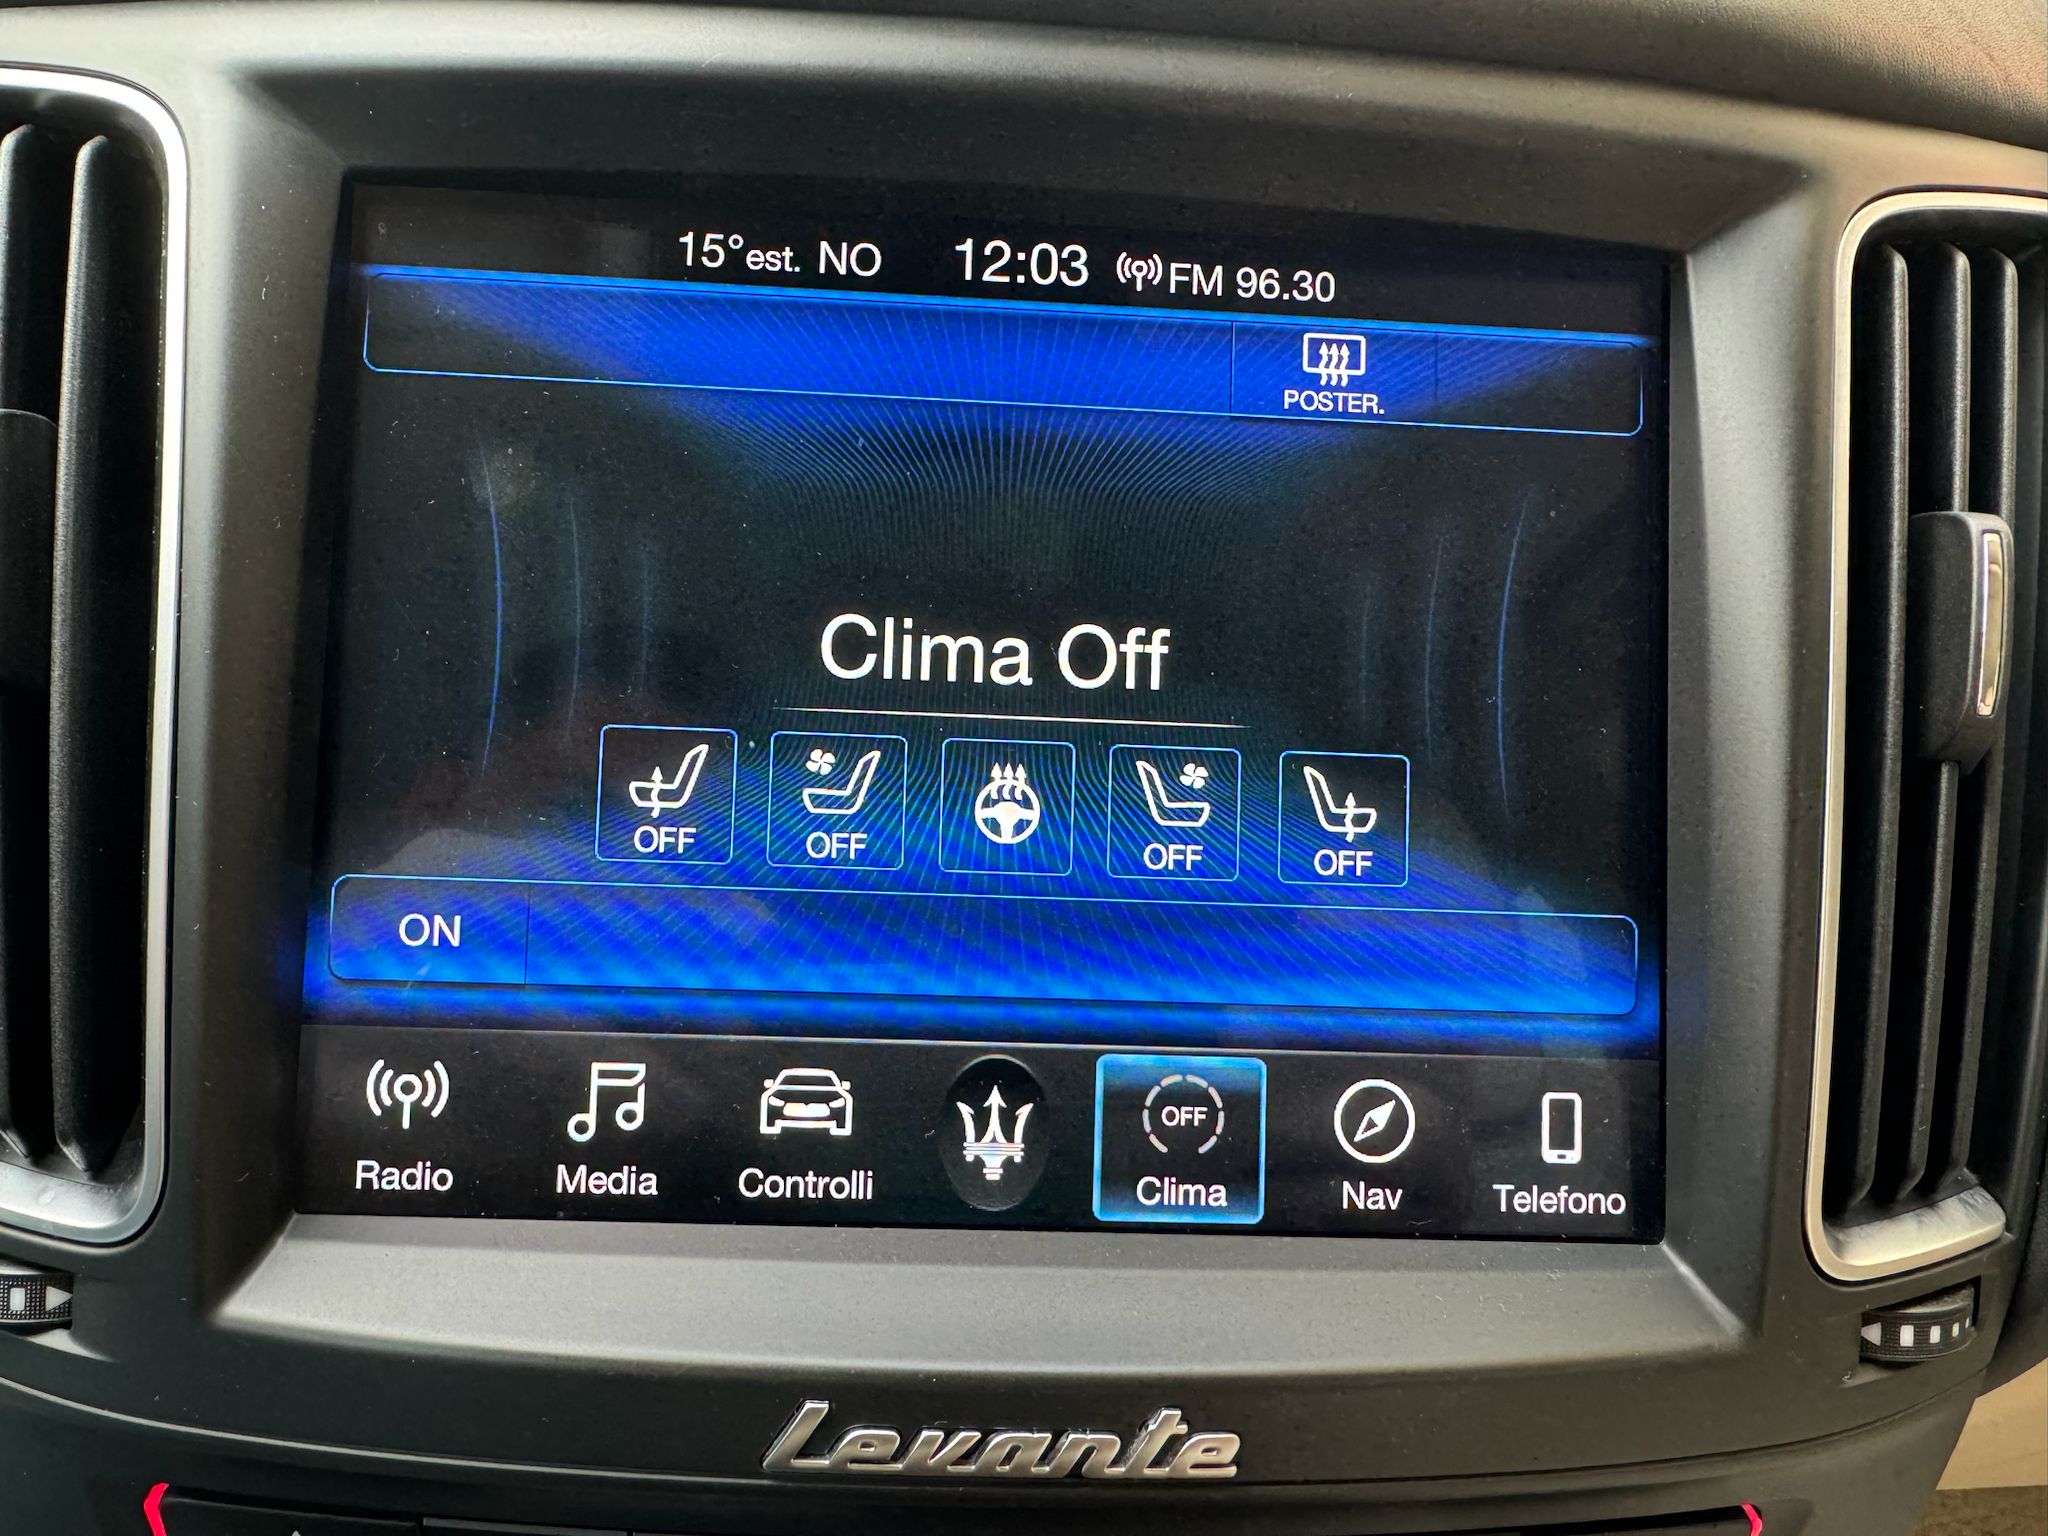 15°est. NO 12:03 FM 96.30
POSTER.
Clima Off
OFF OFF OFF OFF
ON
OFF
Radio Media Controlli Clima Nav Telefono
Levante